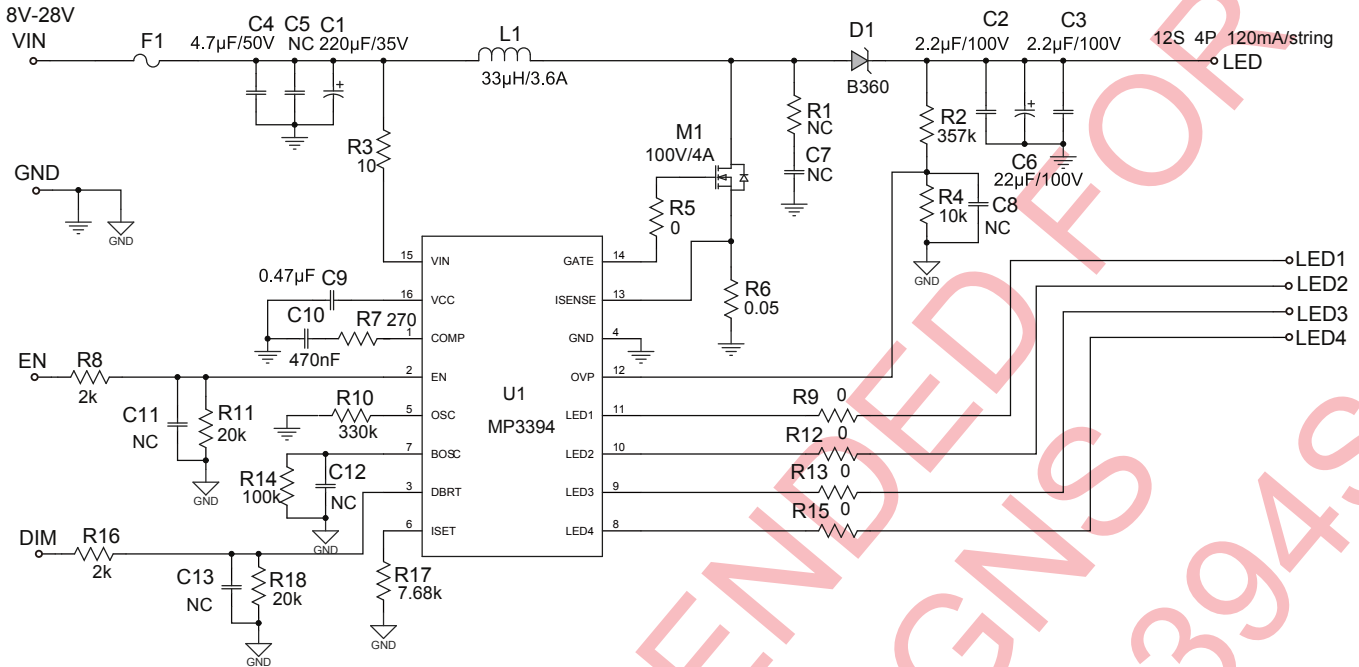 8V-28V
VIN
F1
C4 C5 C1
4.7µF/50V NC 220µF/35V
L1
33µH/3.6A
D1
B360
C2 C3
2.2µF/100V 2.2µF/100V
12S 4P 120mA/string
LED
R3
10
M1
100V/4A
R1
NC
C7
NC
R2
357k
C6
22µF/100V
GND
GND
R5
0
R4
10k
C8
NC
GND
15 VIN
GATE 14
0.47µF C9
16 VCC
ISENSE 13
R6
0.05
C10
470nF
R7 270
1 COMP
GND 4
EN
R8
2k
2 EN
OVP 12
U1
MP3394
C11
NC
R11
20k
GND
R10
330k
5 OSC
LED1 11
R9 0
LED1
LED2
LED3
LED4
R14
100k
C12
NC
GND
7 BOSC
LED2 10
R12 0
3 DBRT
LED3 9
R13 0
DIM
R16
2k
6 ISET
LED4 8
R15 0
C13
NC
R18
20k
GND
R17
7.68k
GND
ENDED FOR
GNS
394S